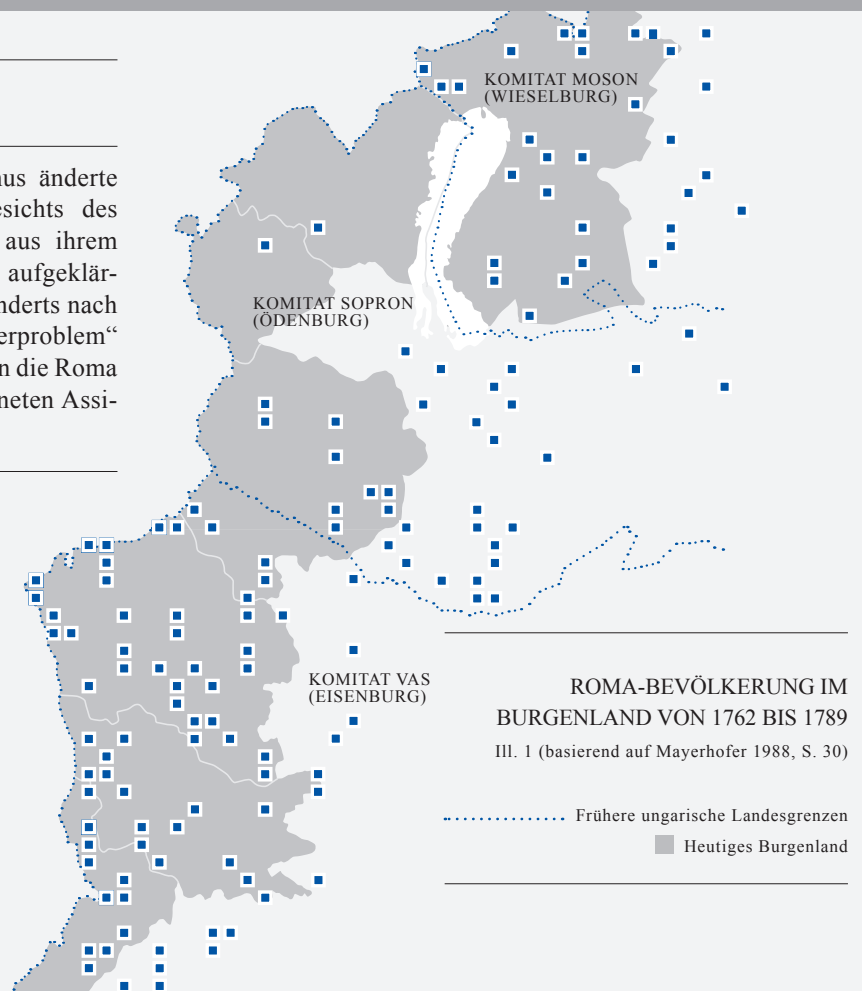 us änderte
esichts des
aus ihrem
aufgeklär-
nderts nach
erproblem“
n die Roma
neten Assi-
KOMITAT MOSON
(WIESELBURG)
KOMITAT SOPRON
(ÖDENBURG)
KOMITAT VAS
(EISENBURG)
ROMA-BEVÖLKERUNG IM
BURGENLAND VON 1762 BIS 1789
Ill. 1 (basierend auf Mayerhofer 1988, S. 30)
Frühere ungarische Landesgrenzen
Heutiges Burgenland